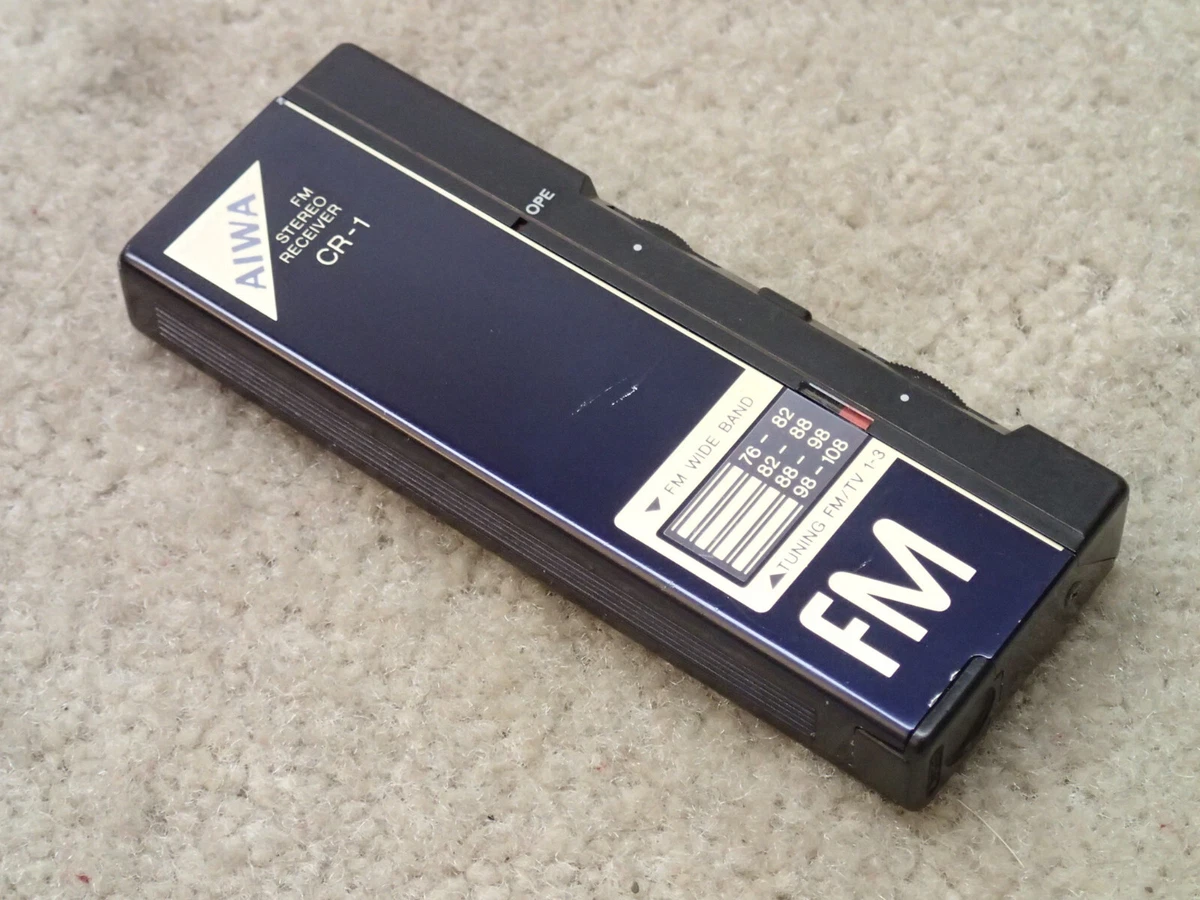 AIWA
FM
STEREO
RECEIVER
CR-1
OPE
FM WIDE BAND
76 - 82
82 - 88
88 - 98
98 - 108
TUNING FM/TV 1-3
FM